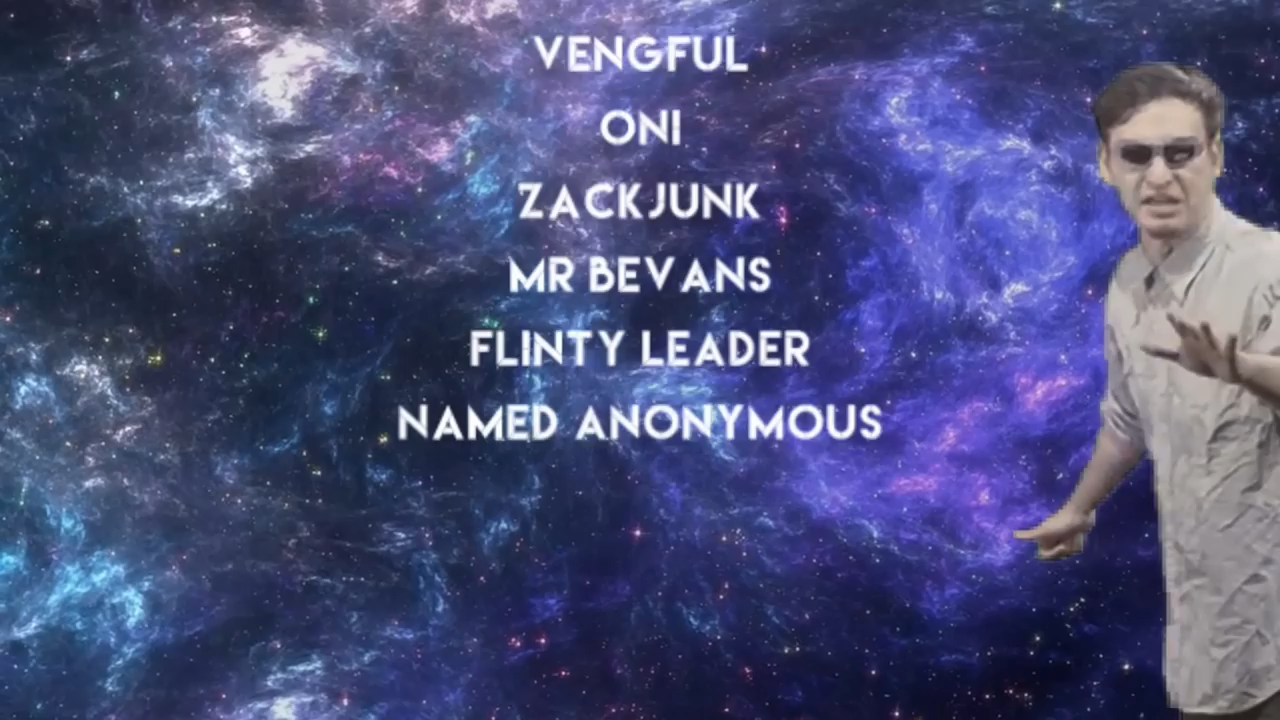 VENGFUL
ONI
ZACKJUNK
MR BEVANS
FLINTY LEADER
NAMED ANONYMOUS